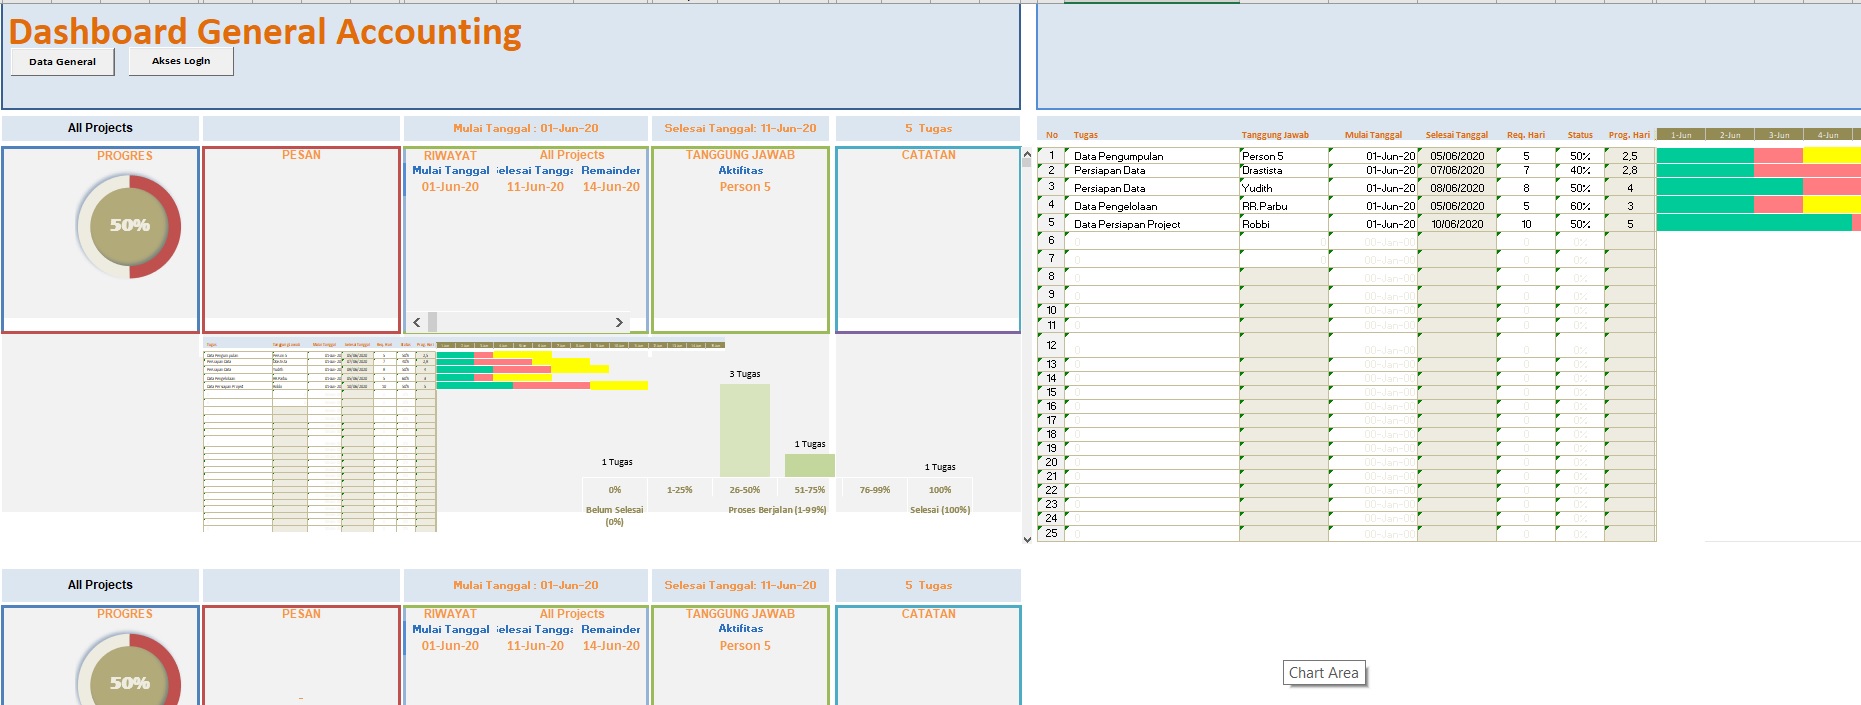 Dashboard General Accounting
Data General
Akses LogIn
All Projects
Mulai Tanggal : 01-Jun-20
Selesai Tanggal: 11-Jun-20
5 Tugas
PROGRES
50%
PESAN
RIWAYAT All Projects
Mulai Tanggal Selesai Tangga Remainder
01-Jun-20 11-Jun-20 14-Jun-20
TANGGUNG JAWAB
Aktifitas
Person 5
CATATAN
3 Tugas
1 Tugas
1 Tugas
1 Tugas
0% 1-25% 26-50% 51-75% 76-99% 100%
Belum Selesai (0%)
Proses Berjalan (1-99%)
Selesai (100%)
No Tugas Tanggung Jawab Mulai Tanggal Selesai Tanggal Req. Hari Status Prog. Hari 1-Jun 2-Jun 3-Jun 4-Jun
1 Data Pengumpulan Person 5 01-Jun-20 05/06/2020 5 50% 2,5
2 Persiapan Data Drastista 01-Jun-20 07/06/2020 7 40% 2,8
3 Persiapan Data Yudith 01-Jun-20 08/06/2020 8 50% 4
4 Data Pengelolaan RR.Parbu 01-Jun-20 05/06/2020 5 60% 3
5 Data Persiapan Project Robbi 01-Jun-20 10/06/2020 10 50% 5
6 0 0 00-Jan-00 0 0%
7 0 0 00-Jan-00 0 0%
8 0 00-Jan-00 0 0%
9 0 00-Jan-00 0 0%
10 0 00-Jan-00 0 0%
11 0 00-Jan-00 0 0%
12 0 00-Jan-00 0 0%
13 0 00-Jan-00 0 0%
14 0 00-Jan-00 0 0%
15 0 00-Jan-00 0 0%
16 0 00-Jan-00 0 0%
17 0 00-Jan-00 0 0%
18 0 00-Jan-00 0 0%
19 0 00-Jan-00 0 0%
20 0 00-Jan-00 0 0%
21 0 00-Jan-00 0 0%
22 0 00-Jan-00 0 0%
23 0 00-Jan-00 0 0%
24 0 00-Jan-00 0 0%
25 0 00-Jan-00 0 0%
All Projects
Mulai Tanggal : 01-Jun-20
Selesai Tanggal: 11-Jun-20
5 Tugas
PROGRES
50%
PESAN
RIWAYAT All Projects
Mulai Tanggal Selesai Tangga Remainder
01-Jun-20 11-Jun-20 14-Jun-20
TANGGUNG JAWAB
Aktifitas
Person 5
CATATAN
Chart Area